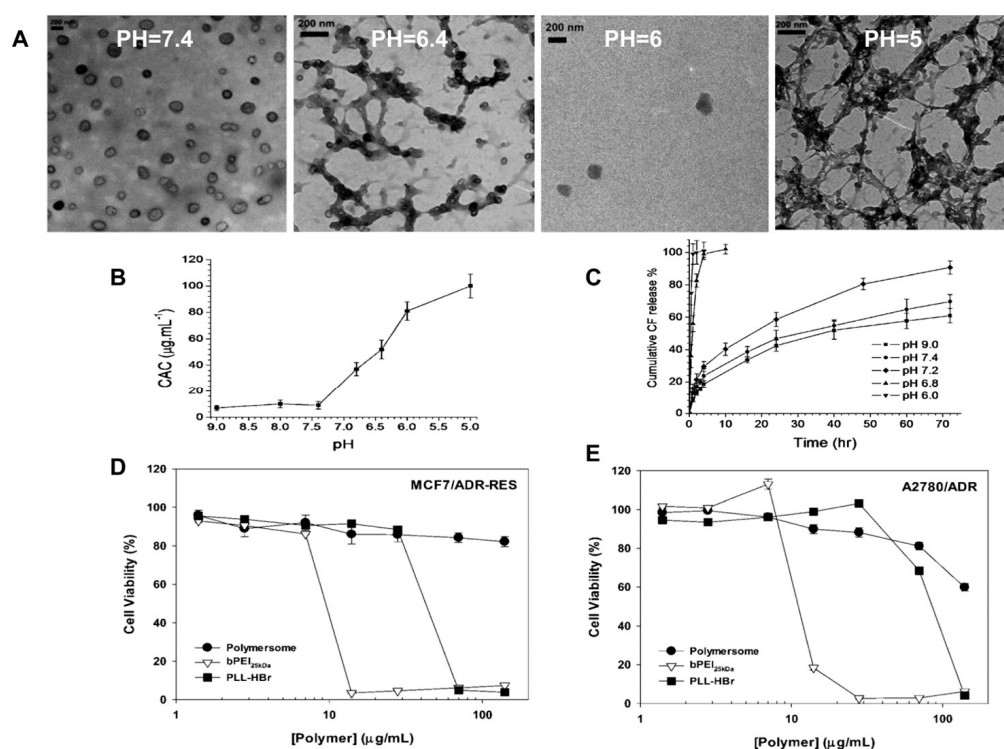 A
200 nm
PH=7.4
200 nm
PH=6.4
200 nm
PH=6
200 nm
PH=5
B
CAC (µg.mL⁻¹)
120
100
80
60
40
20
0
9.0 8.5 8.0 7.5 7.0 6.5 6.0 5.5 5.0
pH
C
Cumulative CF release %
100
80
60
40
20
0
0 10 20 30 40 50 60 70
Time (hr)
pH 9.0
pH 7.4
pH 7.2
pH 6.8
pH 6.0
D
MCF7/ADR-RES
Cell Viability (%)
120
100
80
60
40
20
0
Polymersome
bPEI25kDa
PLL-HBr
1 10 100
[Polymer] (µg/mL)
E
A2780/ADR
Cell Viability (%)
120
100
80
60
40
20
0
Polymersome
bPEI25kDa
PLL-HBr
1 10 100
[Polymer] (µg/mL)